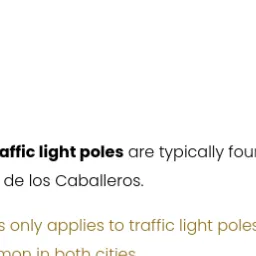 affic light poles are typically four
de los Caballeros.
s only applies to traffic light poles
mon in both cities